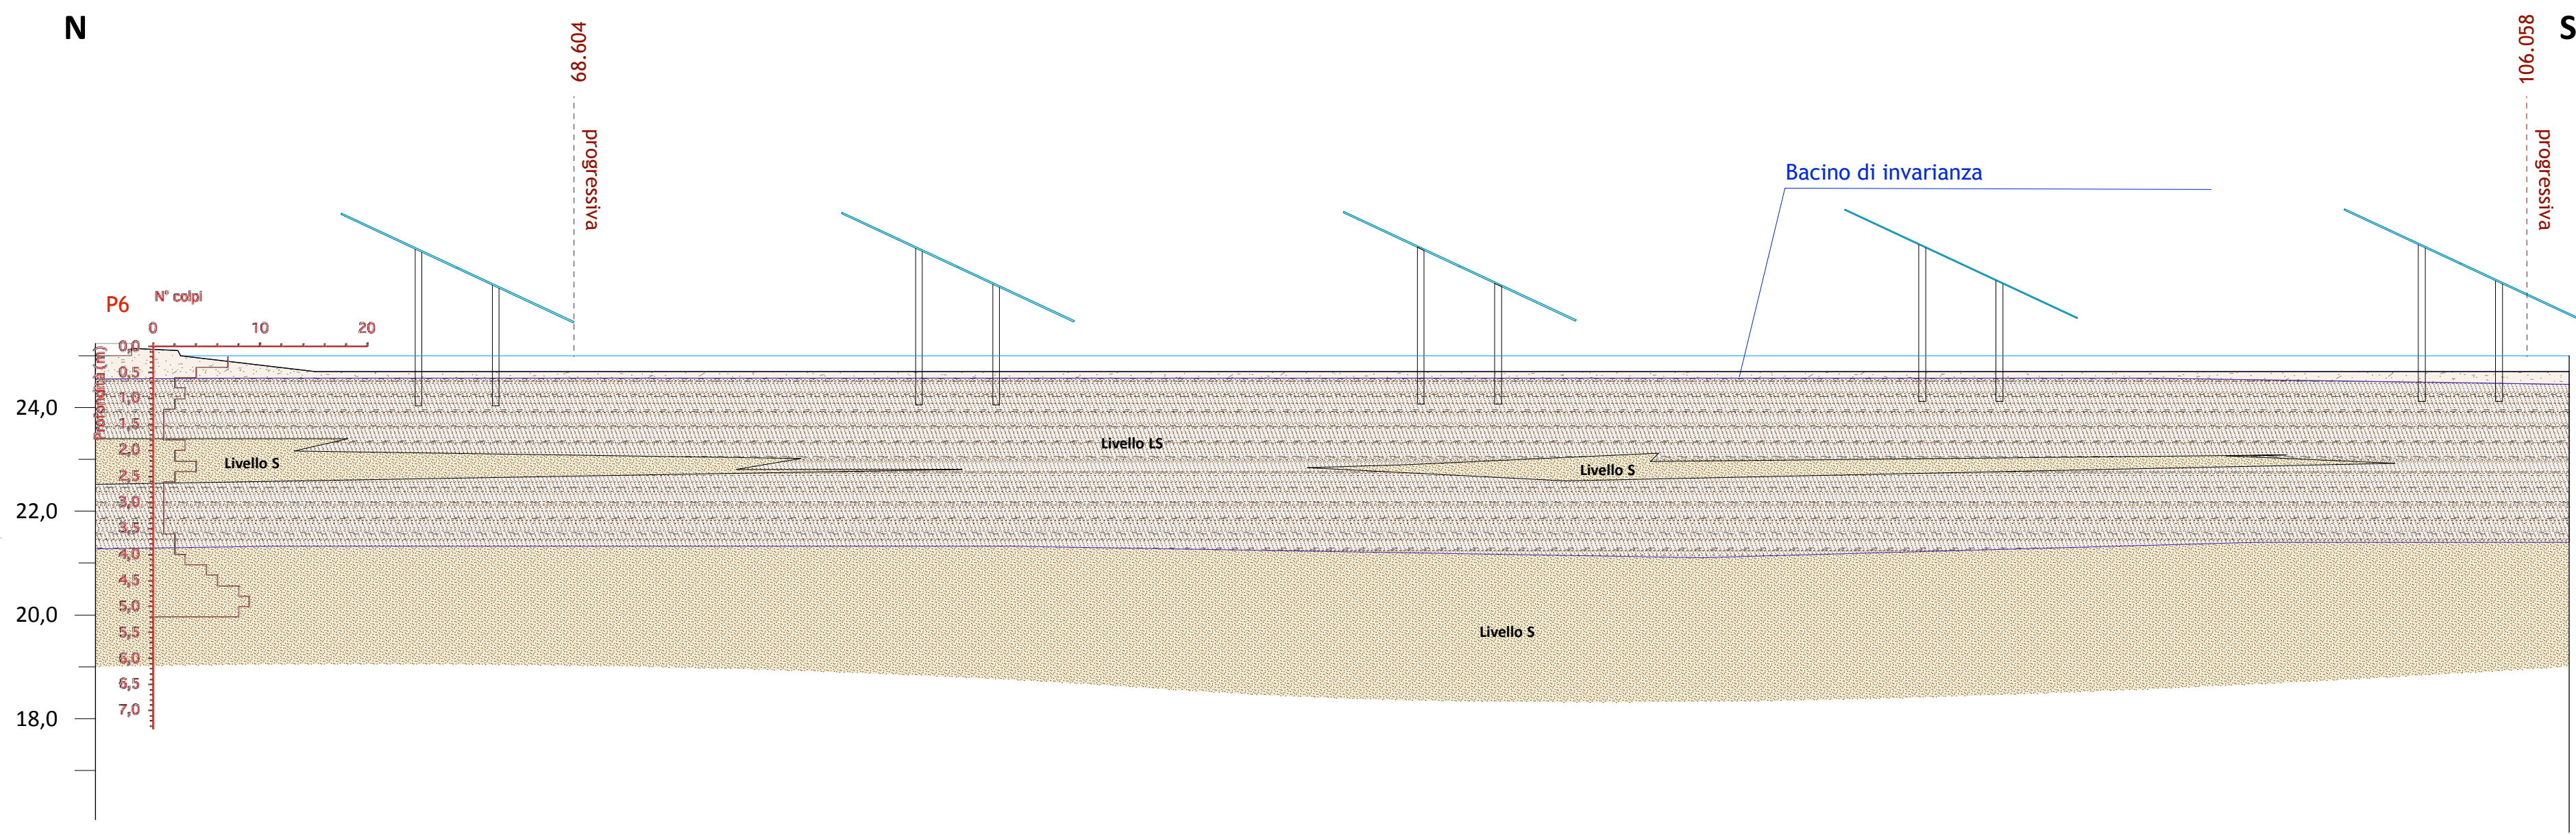 N
S
68.604
progressiva
106.058
progressiva
Bacino di invarianza
P6
N° colpi
0
10
20
Profondità (m)
0,0
0,5
1,0
1,5
2,0
2,5
3,0
3,5
4,0
4,5
5,0
5,5
6,0
6,5
7,0
24,0
22,0
20,0
18,0
Livello LS
Livello S
Livello S
Livello S